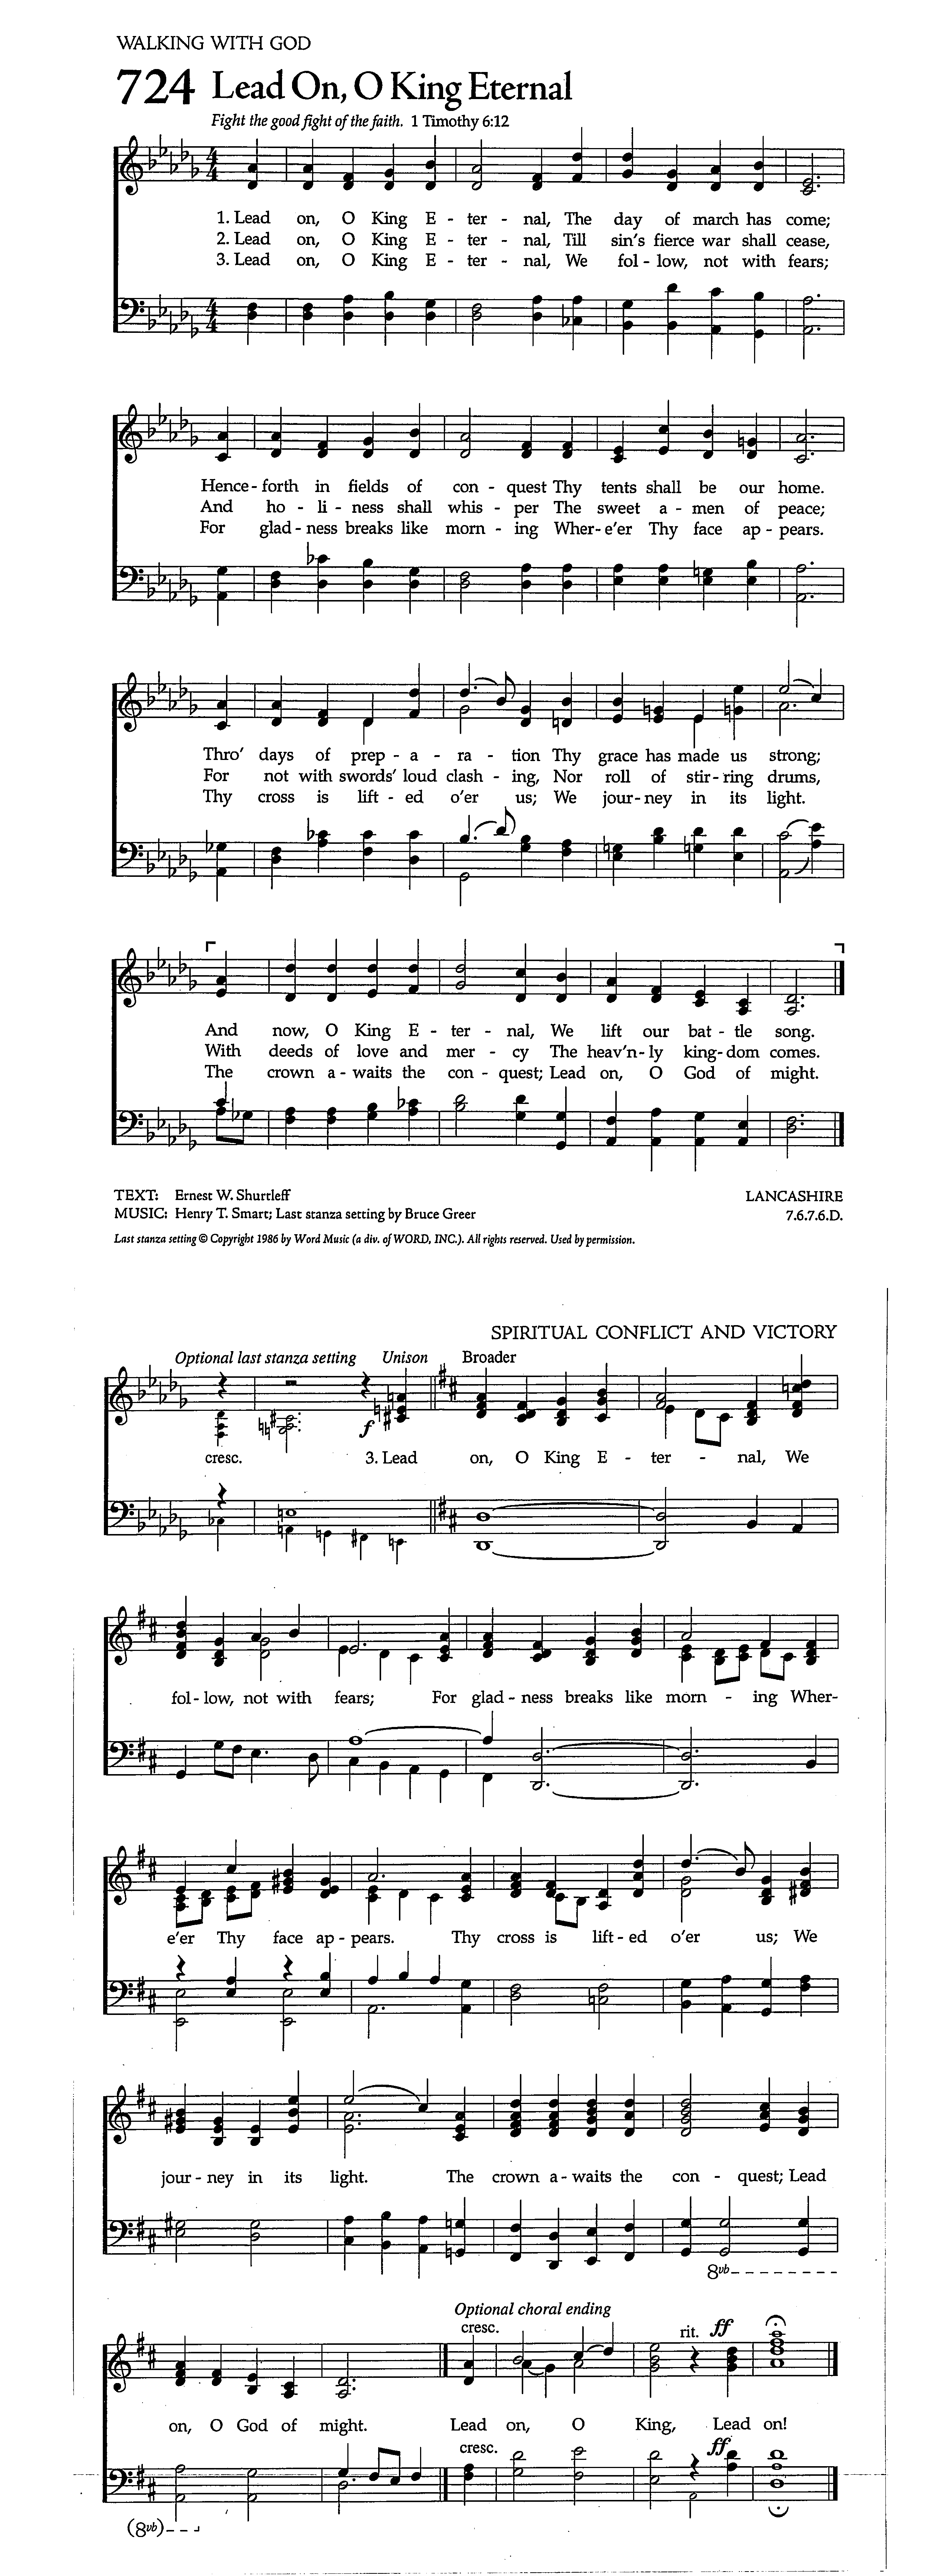 WALKING WITH GOD
724 Lead On, O King Eternal
Fight the good fight of the faith. 1 Timothy 6:12
1. Lead on, O King E - ter - nal, The day of march has come;
2. Lead on, O King E - ter - nal, Till sin's fierce war shall cease,
3. Lead on, O King E - ter - nal, We fol - low, not with fears;
Hence - forth in fields of con - quest Thy tents shall be our home.
And ho - li - ness shall whis - per The sweet a - men of peace;
For glad - ness breaks like morn - ing Wher - e'er Thy face ap - pears.
Thro' days of prep - a - ra - tion Thy grace has made us strong;
For not with swords' loud clash - ing, Nor roll of stir - ring drums,
Thy cross is lift - ed o'er us; We jour - ney in its light.
And now, O King E - ter - nal, We lift our bat - tle song.
With deeds of love and mer - cy The heav'n - ly king - dom comes.
The crown a - waits the con - quest; Lead on, O God of might.
TEXT: Ernest W. Shurtleff LANCASHIRE
MUSIC: Henry T. Smart; Last stanza setting by Bruce Greer 7.6.7.6.D.
Last stanza setting © Copyright 1986 by Word Music (a div. of WORD, INC.). All rights reserved. Used by permission.
SPIRITUAL CONFLICT AND VICTORY
Optional last stanza setting Unison Broader
f
cresc. 3. Lead on, O King E - ter - nal, We
fol - low, not with fears; For glad - ness breaks like morn - ing Wher-
e'er Thy face ap - pears. Thy cross is lift - ed o'er us; We
jour - ney in its light. The crown a - waits the con - quest; Lead
8vb
Optional choral ending
cresc. rit. ff
on, O God of might. Lead on, O King, Lead on!
cresc. ff
(8vb)